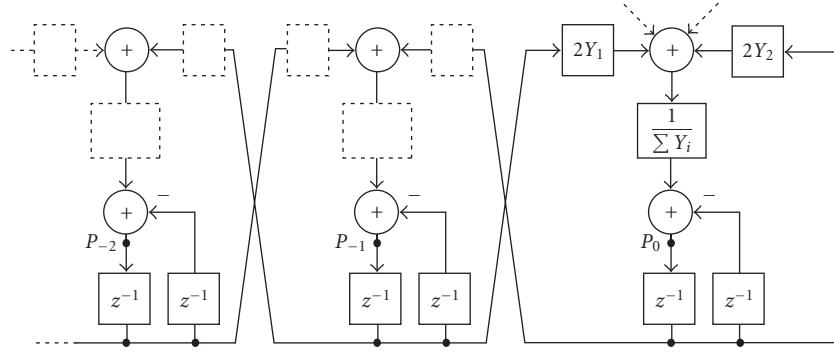 + + 2Y₁ + 2Y₂
1
∑ Yᵢ
+ − + − + −
P₋₂ P₋₁ P₀
z⁻¹ z⁻¹ z⁻¹ z⁻¹ z⁻¹ z⁻¹